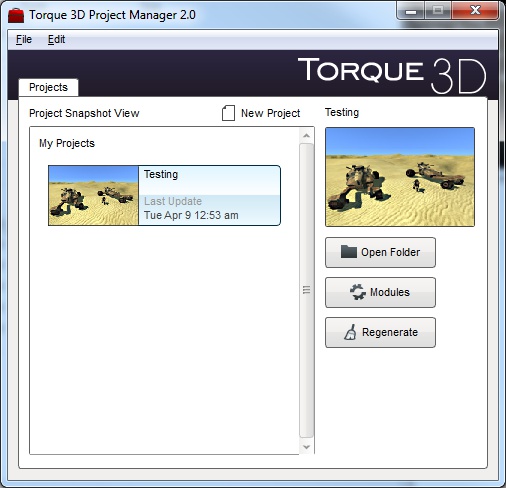 Torque 3D Project Manager 2.0
File Edit
TORQUE 3D
Projects
Project Snapshot View
New Project
Testing
My Projects
Testing
Last Update
Tue Apr 9 12:53 am
Open Folder
Modules
Regenerate